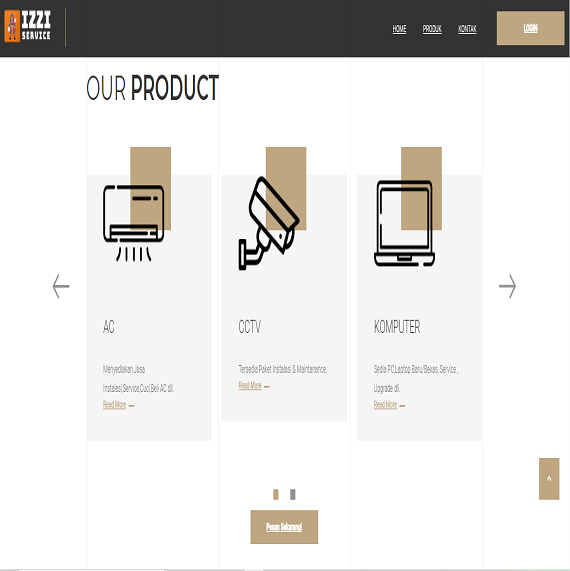 IZZI
SERVICE
HOME PRODUK KONTAK LOGIN
OUR PRODUCT
AC
Menyediakan Jasa
Instalasi,Service,Cuci,Beli AC dll.
Read More
CCTV
Tersedia Paket Instalasi & Maintanance.
Read More
KOMPUTER
Sedia PC,Laptop Baru/Bekas, Service ,
Upgrade dll.
Read More
Pesan Sekarang!